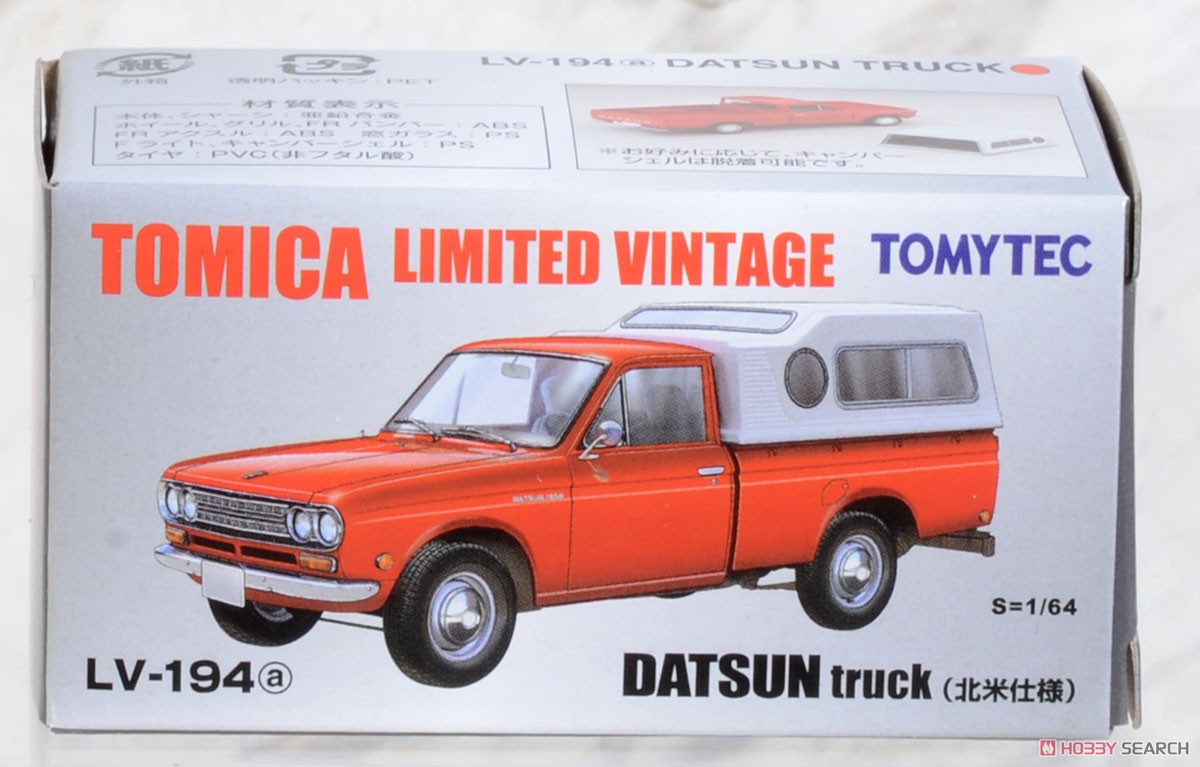 紙
外箱
プラ
透明パッキン：PET
LV-194ⓐ DATSUN TRUCK
材質表示
本体、シャーシ：亜鉛合金
ホイール、グリル、FRバンパー：ABS
FRアクスル：ABS 窓ガラス：PS
Fライト、キャンパーシェル：PS
タイヤ：PVC(非フタル酸)
※お好みに応じて、キャンパー
シェルは脱着可能です。
TOMICA LIMITED VINTAGE TOMYTEC
DATSUN 1300
S=1/64
LV-194ⓐ
DATSUN truck (北米仕様)
HOBBY SEARCH